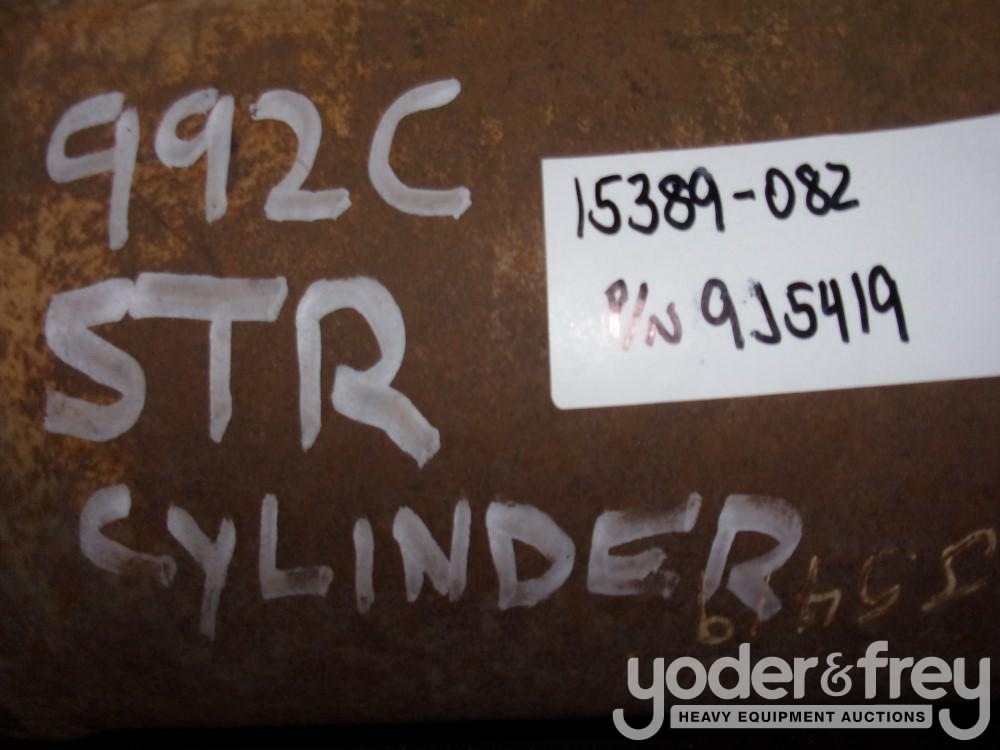 992C
STR
CYLINDER
15389-082
P/N 9J5419
yoder&frey
HEAVY EQUIPMENT AUCTIONS